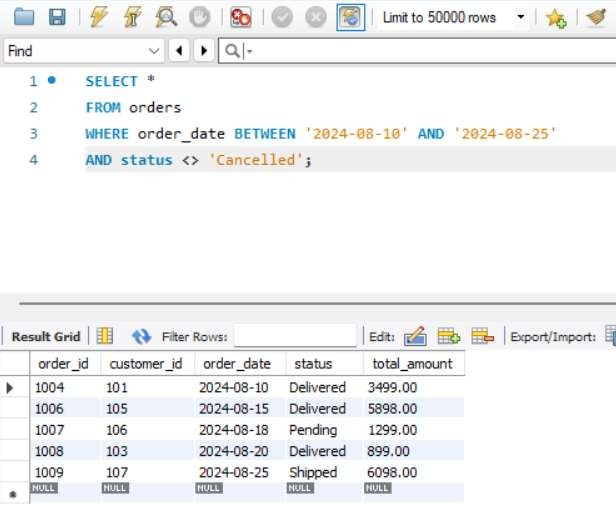 Limit to 50000 rows
Find
1 SELECT *
2 FROM orders
3 WHERE order_date BETWEEN '2024-08-10' AND '2024-08-25'
4 AND status <> 'Cancelled';
Result Grid Filter Rows: Edit: Export/Import:
order_id customer_id order_date status total_amount
1004 101 2024-08-10 Delivered 3499.00
1006 105 2024-08-15 Delivered 5898.00
1007 106 2024-08-18 Pending 1299.00
1008 103 2024-08-20 Delivered 899.00
1009 107 2024-08-25 Shipped 6098.00
NULL NULL NULL NULL NULL